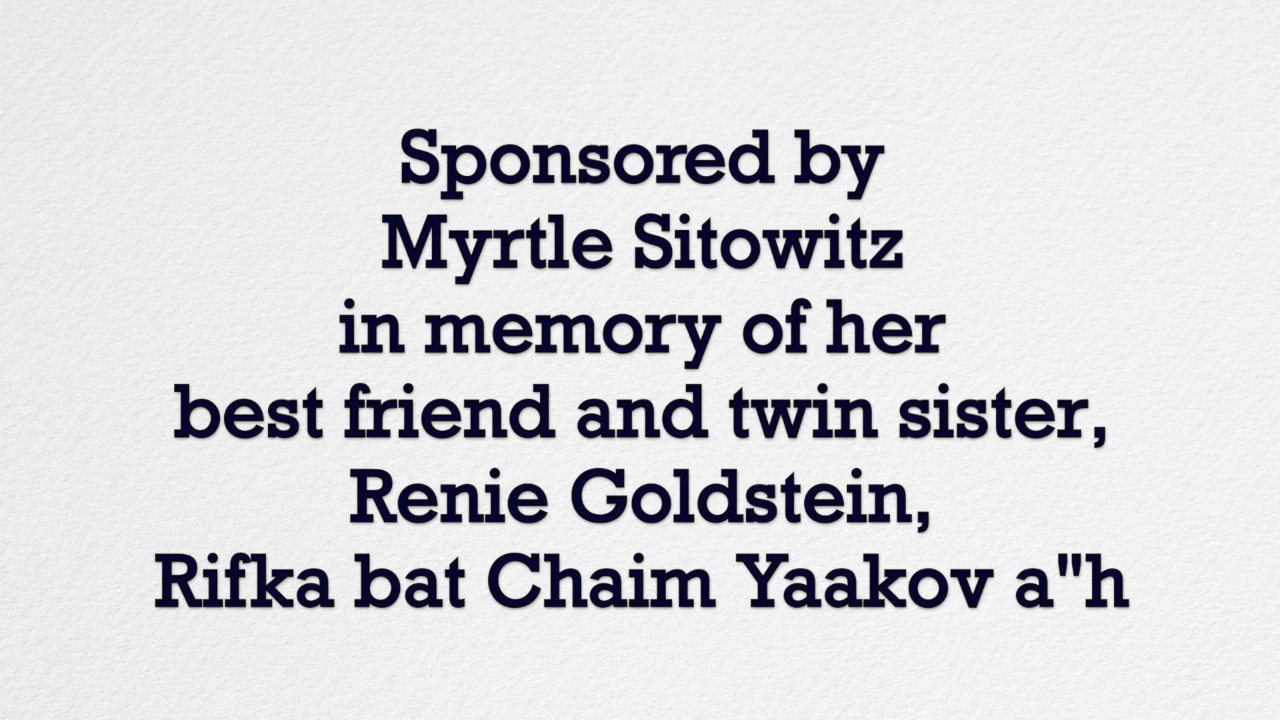 Sponsored by
Myrtle Sitowitz
in memory of her
best friend and twin sister,
Renie Goldstein,
Rifka bat Chaim Yaakov a"h